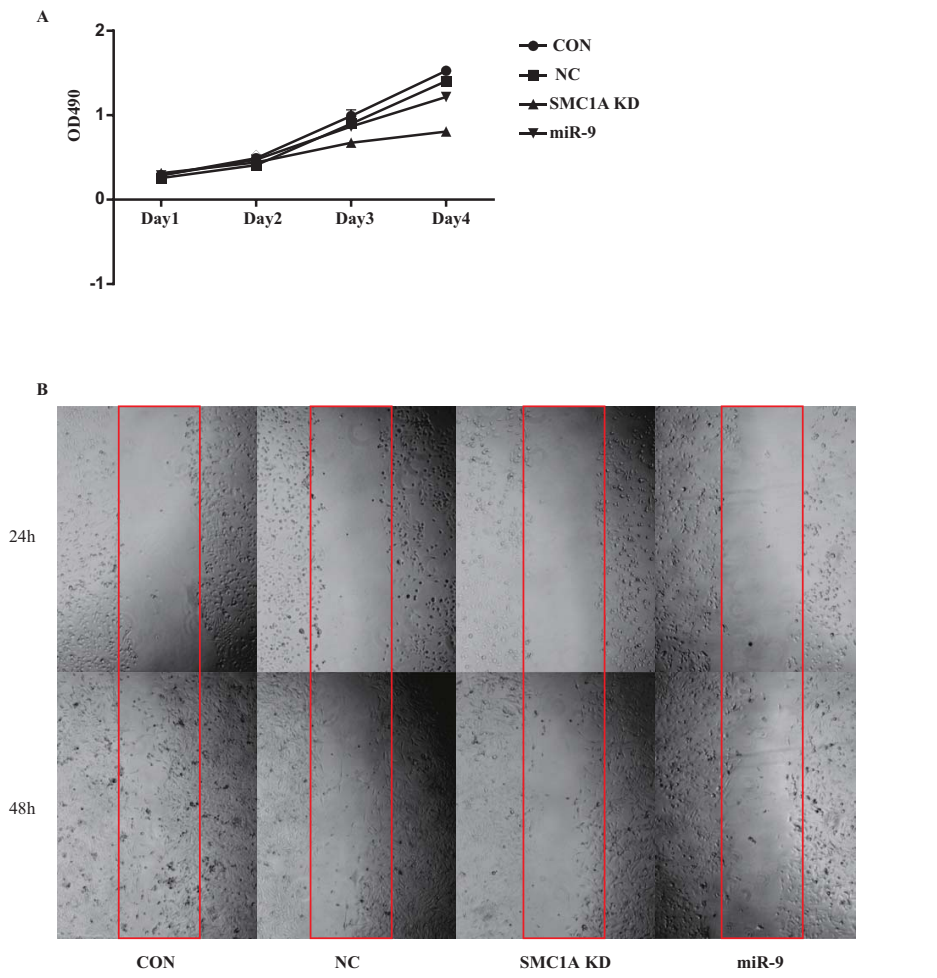 A
2
1
0
-1
OD490
Day1 Day2 Day3 Day4
CON
NC
SMC1A KD
miR-9
B
24h
48h
CON NC SMC1A KD miR-9